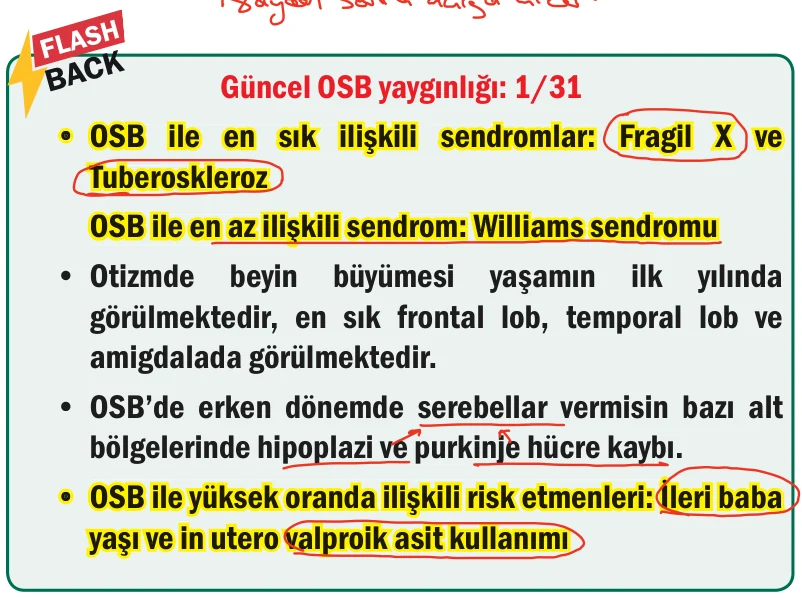 FLASH
BACK
Güncel OSB yaygınlığı: 1/31
• OSB ile en sık ilişkili sendromlar: Fragil X ve
Tuberoskleroz
OSB ile en az ilişkili sendrom: Williams sendromu
• Otizmde beyin büyümesi yaşamın ilk yılında
görülmektedir, en sık frontal lob, temporal lob ve
amigdalada görülmektedir.
• OSB’de erken dönemde serebellar vermisin bazı alt
bölgelerinde hipoplazi ve purkinje hücre kaybı.
• OSB ile yüksek oranda ilişkili risk etmenleri: İleri baba
yaşı ve in utero valproik asit kullanımı